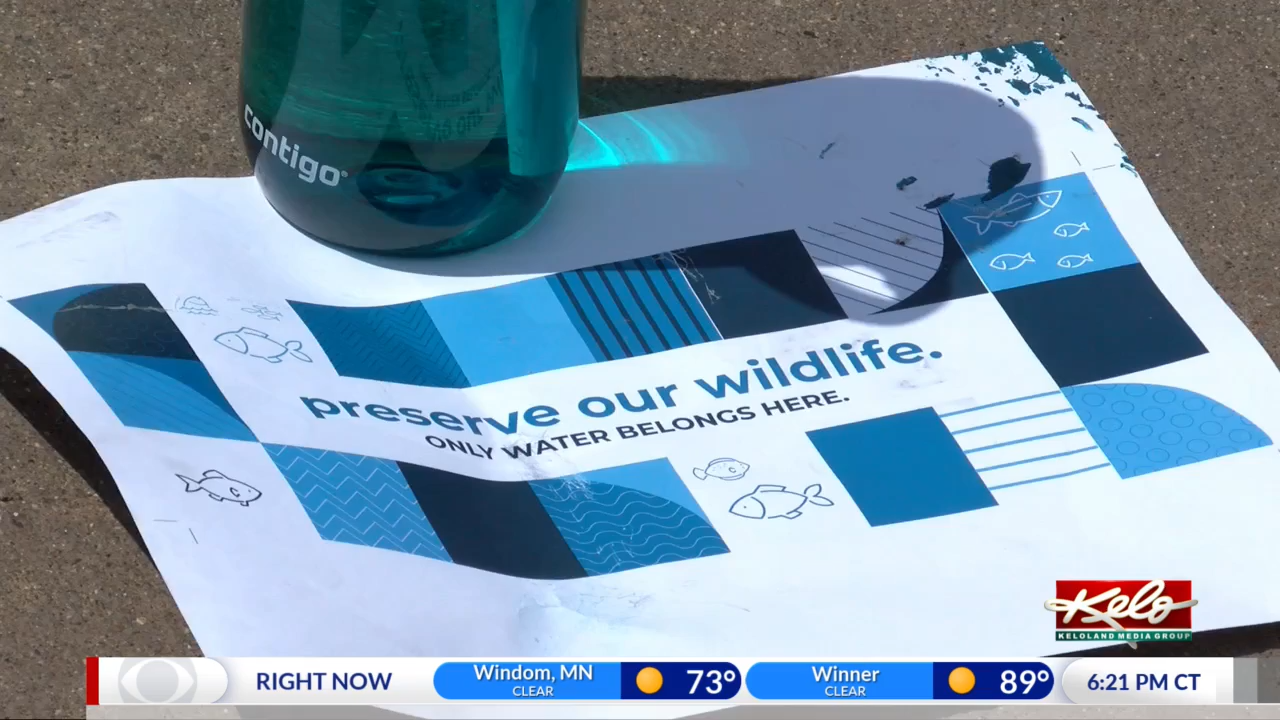 contigo®
preserve our wildlife.
ONLY WATER BELONGS HERE.
Kelo
KELOLAND MEDIA GROUP
RIGHT NOW
Windom, MN
CLEAR
73°
Winner
CLEAR
89°
6:21 PM CT